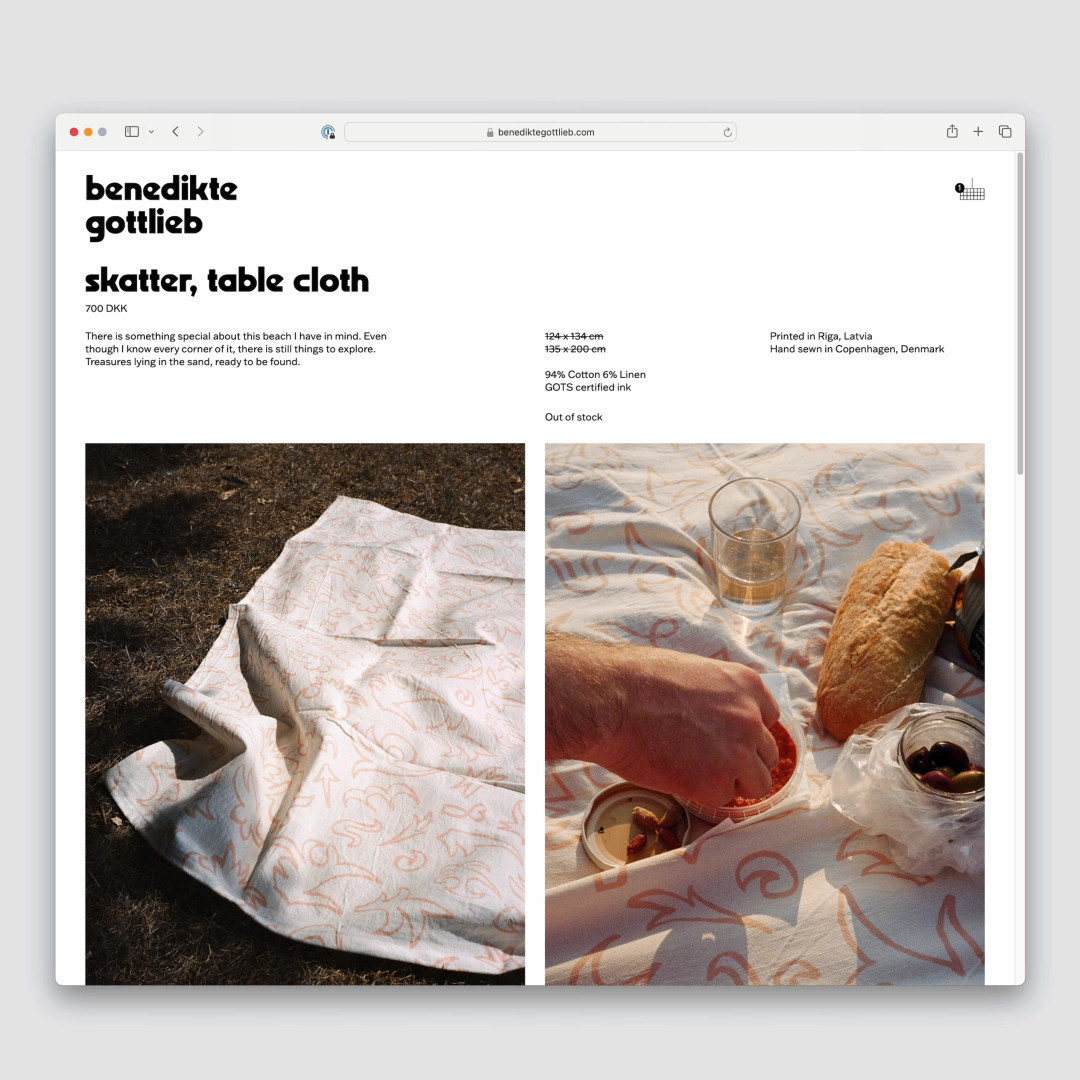 benediktegottlieb.com
benedikte
gottlieb
1
skatter, table cloth
700 DKK
There is something special about this beach I have in mind. Even
though I know every corner of it, there is still things to explore.
Treasures lying in the sand, ready to be found.
124 x 134 cm
135 x 200 cm
94% Cotton 6% Linen
GOTS certified ink
Out of stock
Printed in Riga, Latvia
Hand sewn in Copenhagen, Denmark